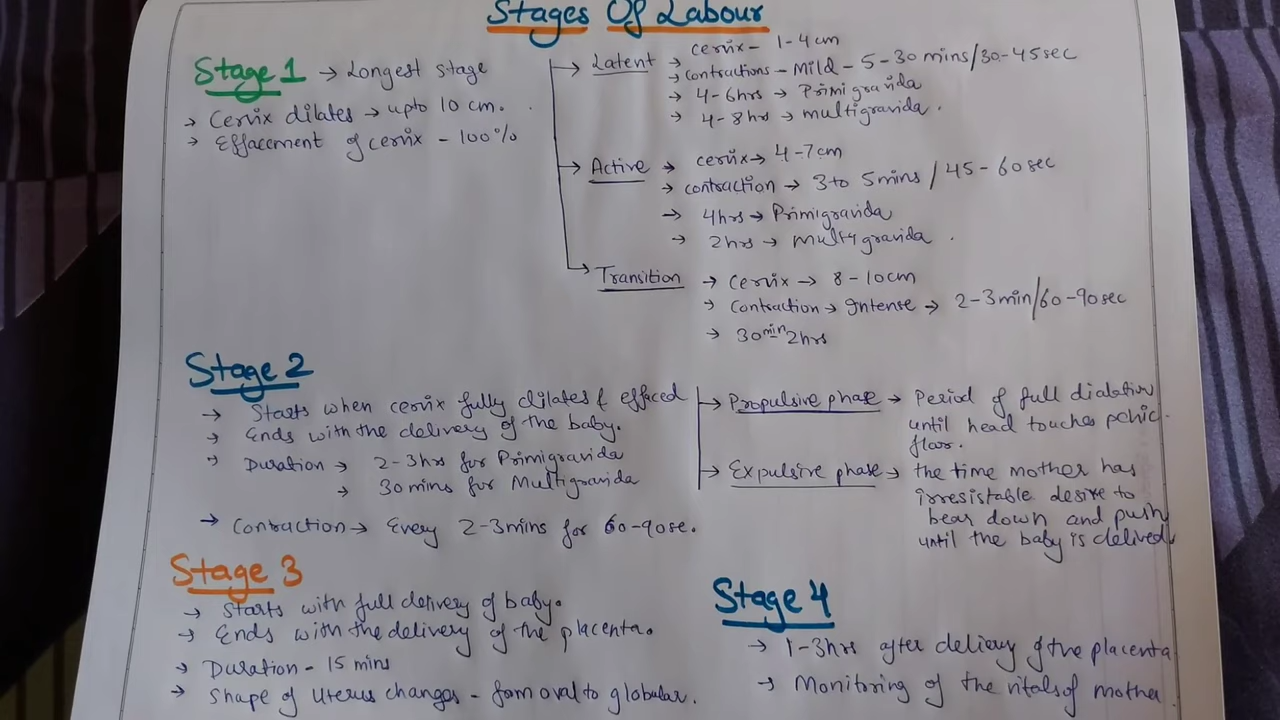 Stages Of Labour
Stage 1 → Longest stage
→ Cervix dilates → upto 10 cm.
→ Effacement of cervix - 100%
→ Latent → cervix - 1-4 cm
→ contractions - Mild - 5-30 mins/30-45 sec
→ 4-6hrs → Primigravida
→ 4-8hrs → multigravida.
→ Active → cervix → 4-7 cm
→ contraction → 3 to 5mins / 45-60 sec
→ 4hrs → Primigravida
→ 2hrs → multigravida.
→ Transition → cervix → 8-10cm
→ Contraction → Intense → 2-3min/60-90sec
→ 30min 2hrs
Stage 2
→ Starts when cervix fully dilates & effaced
→ Ends with the delivery of the baby.
→ Duration → 2-3hrs for Primigravida
→ 30 mins for Multigravida
→ Contraction → Every 2-3mins for 60-90se.
→ Propulsive phase → Period of full dialation
until head touches pelvic
floor.
→ Expulsive phase → the time mother has
irresistable desire to
bear down and push
until the baby is delived
Stage 3
→ Starts with full delivery of baby.
→ Ends with the delivery of the placenta.
→ Duration - 15 mins
→ Shape of Uterus changes - from oval to globular.
Stage 4
→ 1-3hrs after delivery of the placenta
→ Monitoring of the vitals of mother